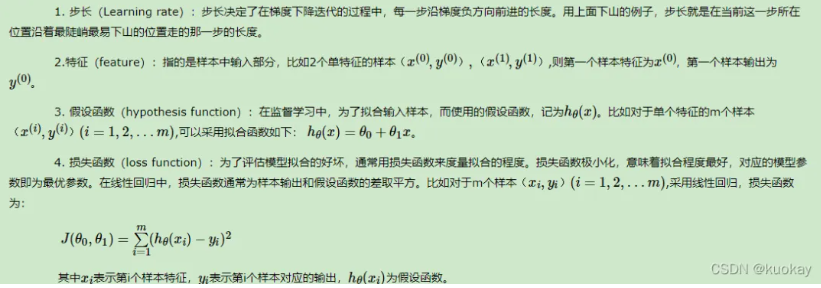 1. 步长（Learning rate）：步长决定了在梯度下降迭代的过程中，每一步沿梯度负方向前进的长度。用上面下山的例子，步长就是在当前这一步所在
位置沿着最陡峭最易下山的位置走的那一步的长度。
2.特征（feature）：指的是样本中输入部分，比如2个单特征的样本（x^{(0)}, y^{(0)}），（x^{(1)}, y^{(1)}）,则第一个样本特征为x^{(0)}，第一个样本输出为
y^{(0)}。
3. 假设函数（hypothesis function）：在监督学习中，为了拟合输入样本，而使用的假设函数，记为h_θ(x)。比如对于单个特征的m个样本
（x^{(i)}, y^{(i)}）(i = 1, 2, ... m),可以采用拟合函数如下： h_θ(x) = θ_0 + θ_1x。
4. 损失函数（loss function）：为了评估模型拟合的好坏，通常用损失函数来度量拟合的程度。损失函数极小化，意味着拟合程度最好，对应的模型参
数即为最优参数。在线性回归中，损失函数通常为样本输出和假设函数的差取平方。比如对于m个样本（x_i, y_i）(i = 1, 2, ... m),采用线性回归，损失函数
为：
J(θ_0, θ_1) = \sum_{i=1}^{m}(h_θ(x_i) − y_i)^2
其中x_i表示第i个样本特征，y_i表示第i个样本对应的输出，h_θ(x_i)为假设函数。
CSDN @kuokay